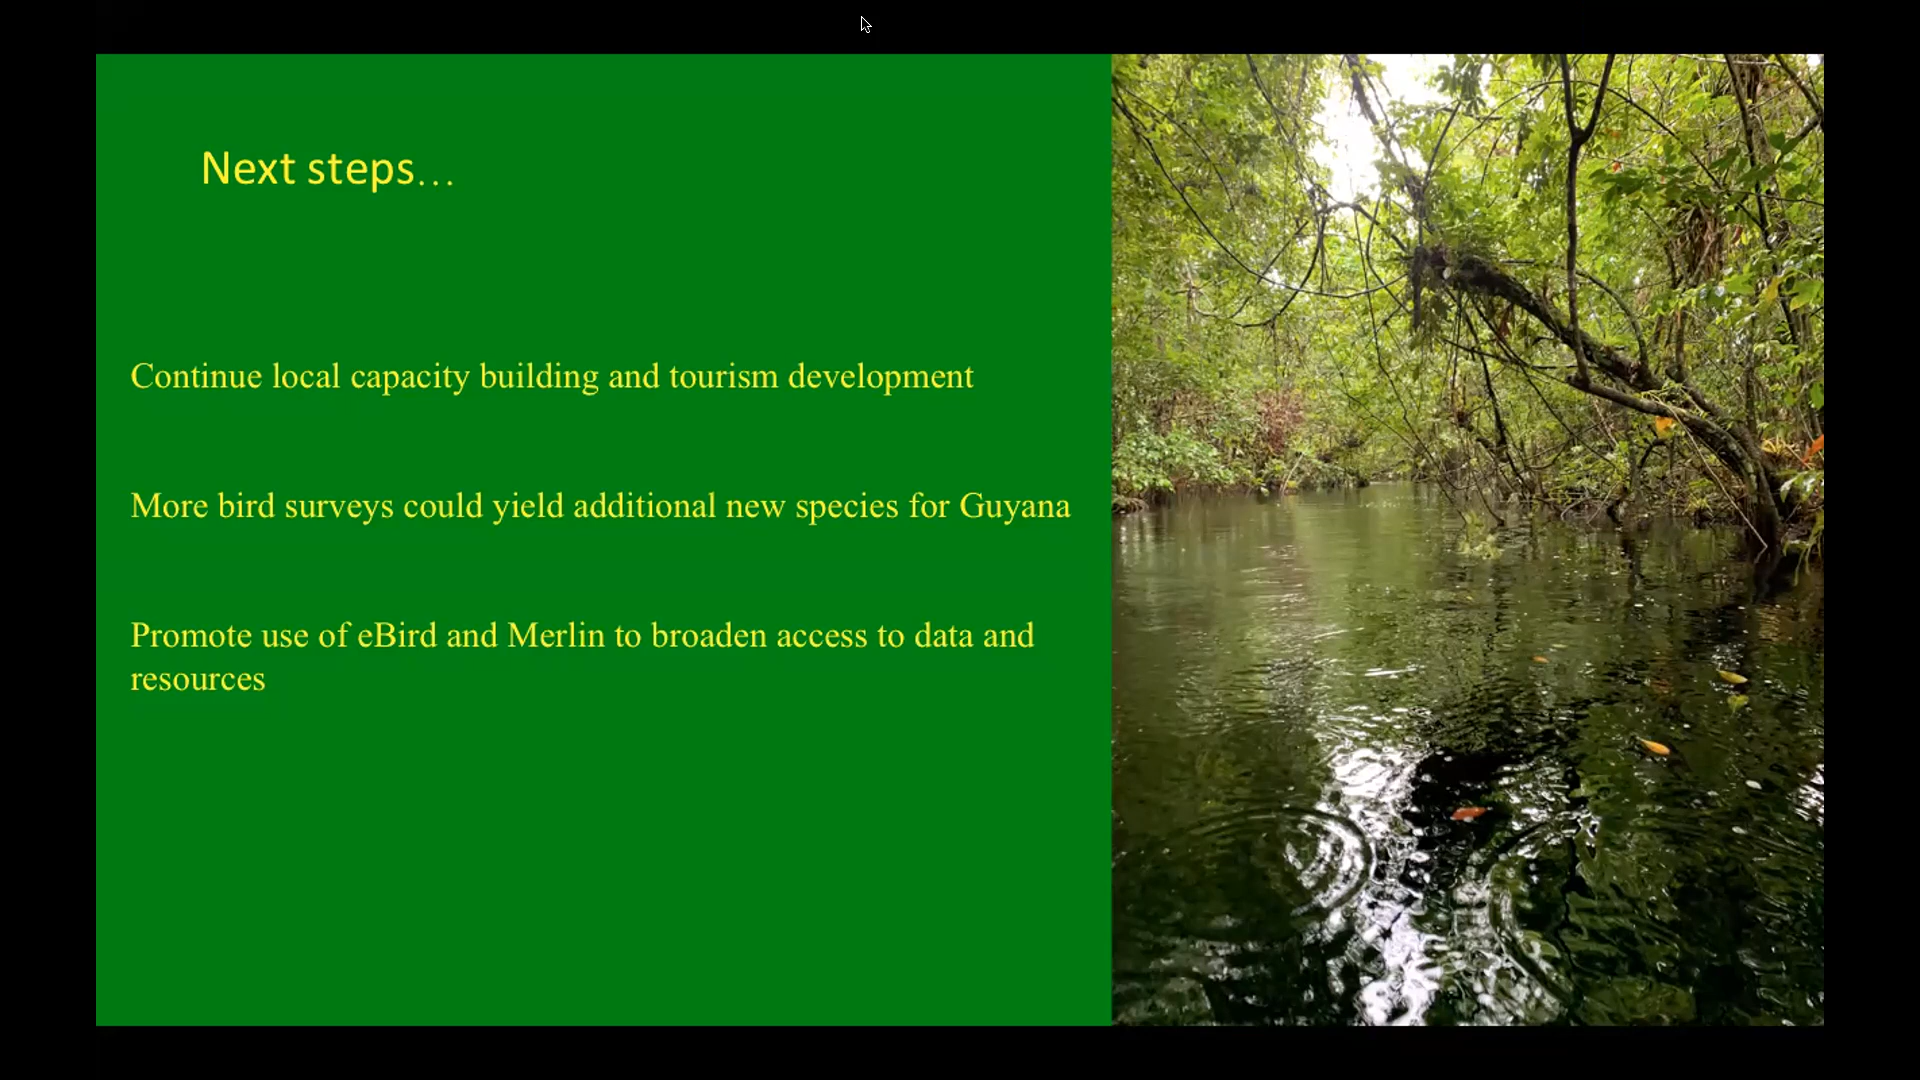 Next steps…
Continue local capacity building and tourism development
More bird surveys could yield additional new species for Guyana
Promote use of eBird and Merlin to broaden access to data and
resources